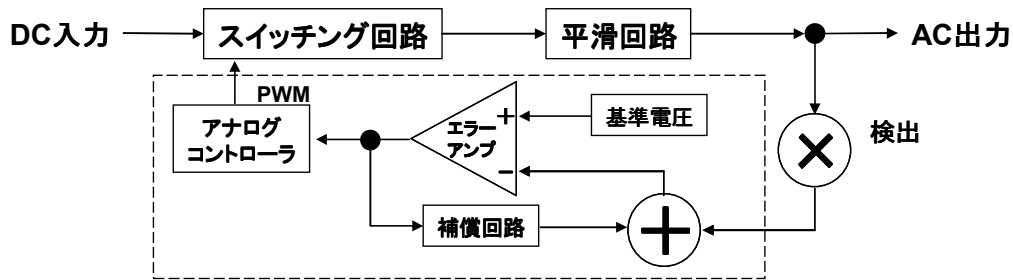 DC入力
スイッチング回路
平滑回路
AC出力
PWM
アナログ
コントローラ
エラー
アンプ
+
−
基準電圧
検出
補償回路